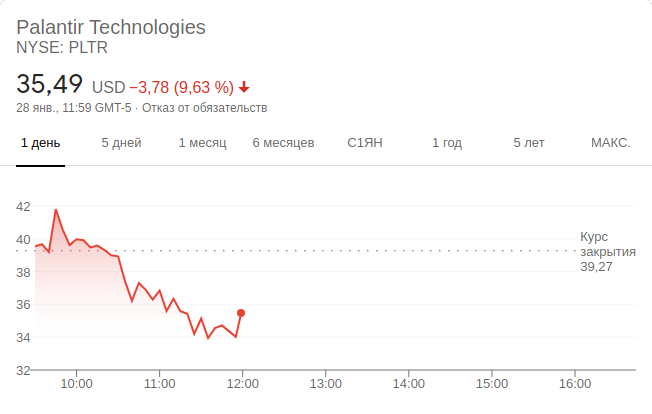 Palantir Technologies
NYSE: PLTR
35,49 USD −3,78 (9,63 %)
28 янв., 11:59 GMT-5 · Отказ от обязательств
1 день 5 дней 1 месяц 6 месяцев С1ЯН 1 год 5 лет МАКС.
42
40
38
36
34
32
Курс
закрытия
39,27
10:00 11:00 12:00 13:00 14:00 15:00 16:00